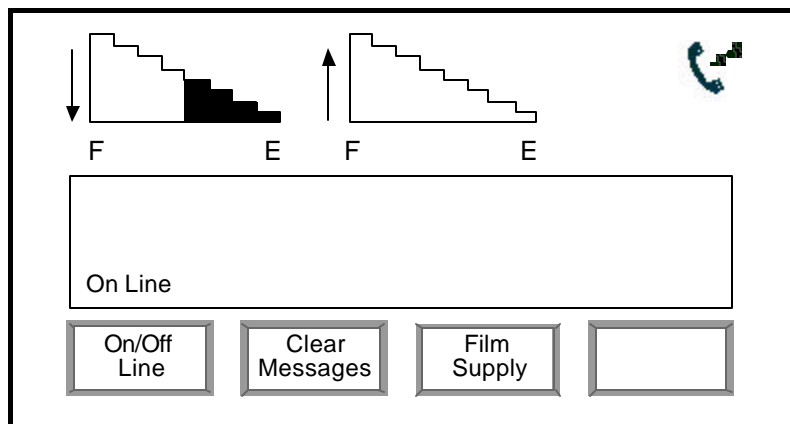 F E F E
On Line
On/Off
Line
Clear
Messages
Film
Supply